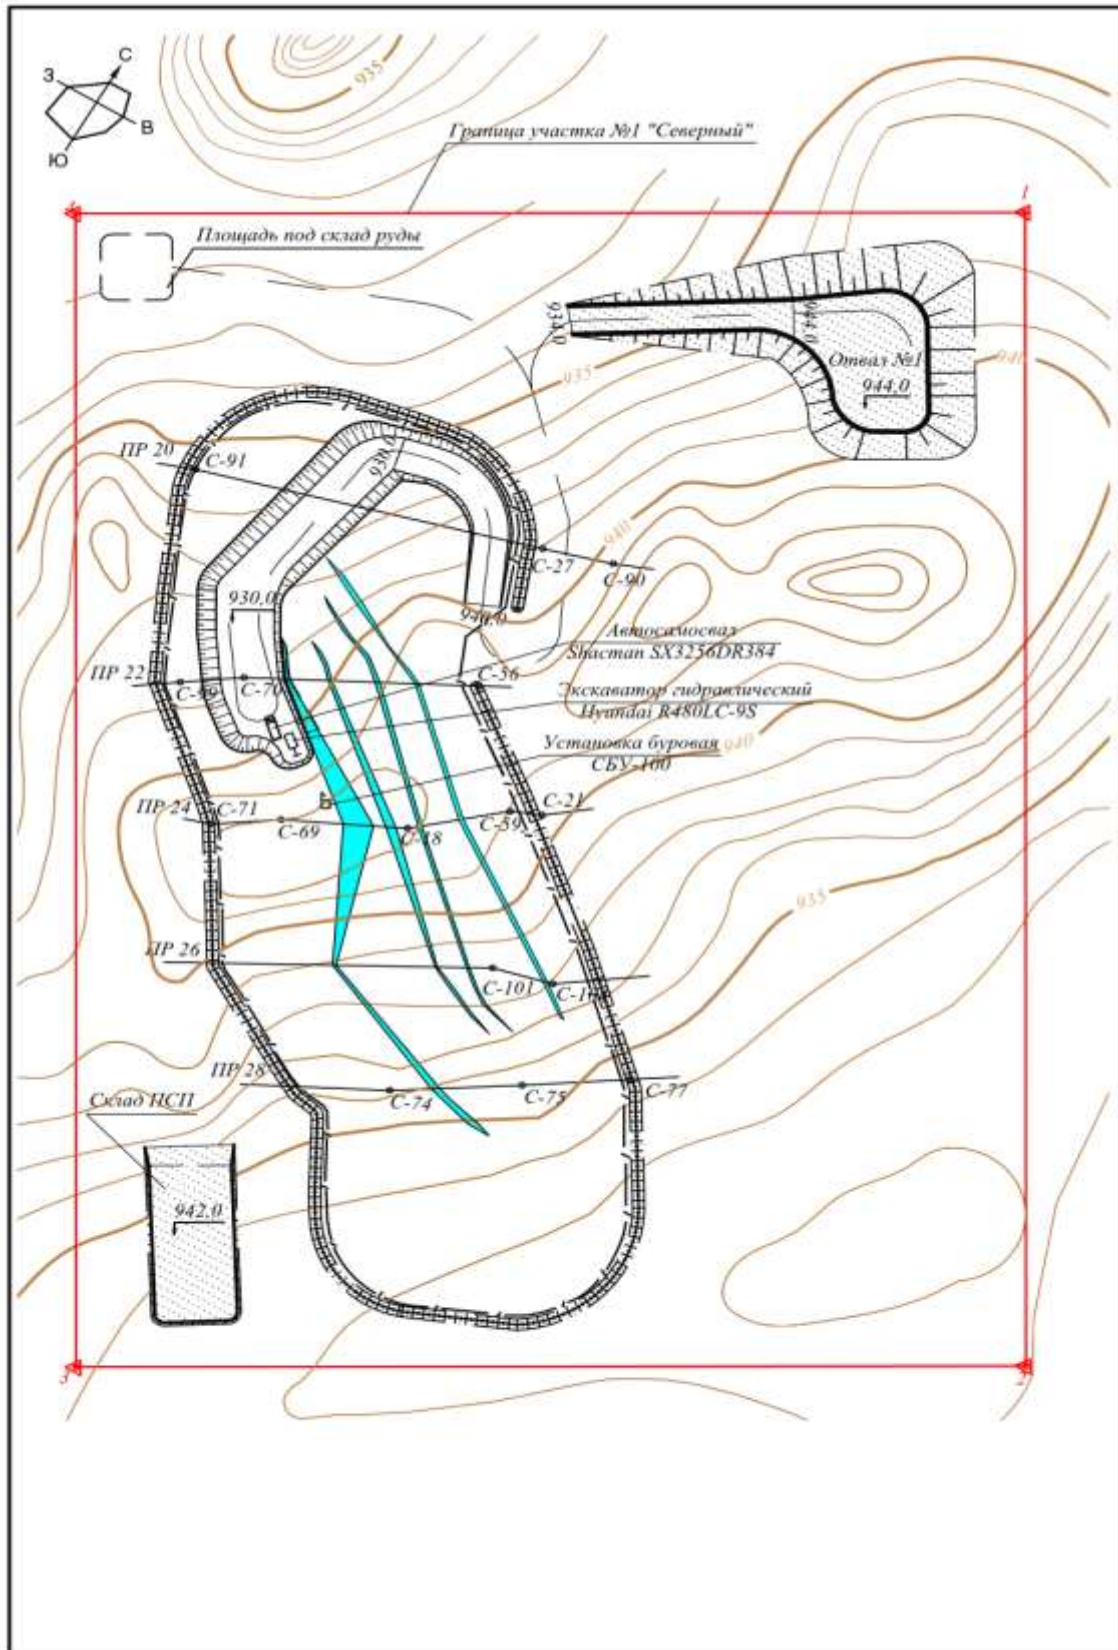 С
З
В
Ю
935
Граница участка №1 "Северный"
1
Площадь под склад руды
934,0
944,0
Отвал №1
944,0
935
940
ПР 20
С-91
930,
940
С-27
С-90
930,0
940,0
Автосамосвал
Shacman SX3256DR384
ПР 22
С-99
С-70
С-56
Экскаватор гидравлический
Hyundai R480LC-9S
Установка буровая
СБУ-100
940
ПР 24
С-71
С-69
С-18
С-59
С-21
935
ПР 26
С-101
ПР 28
С-74
С-75
С-77
Склад ПСП
942,0
3
2